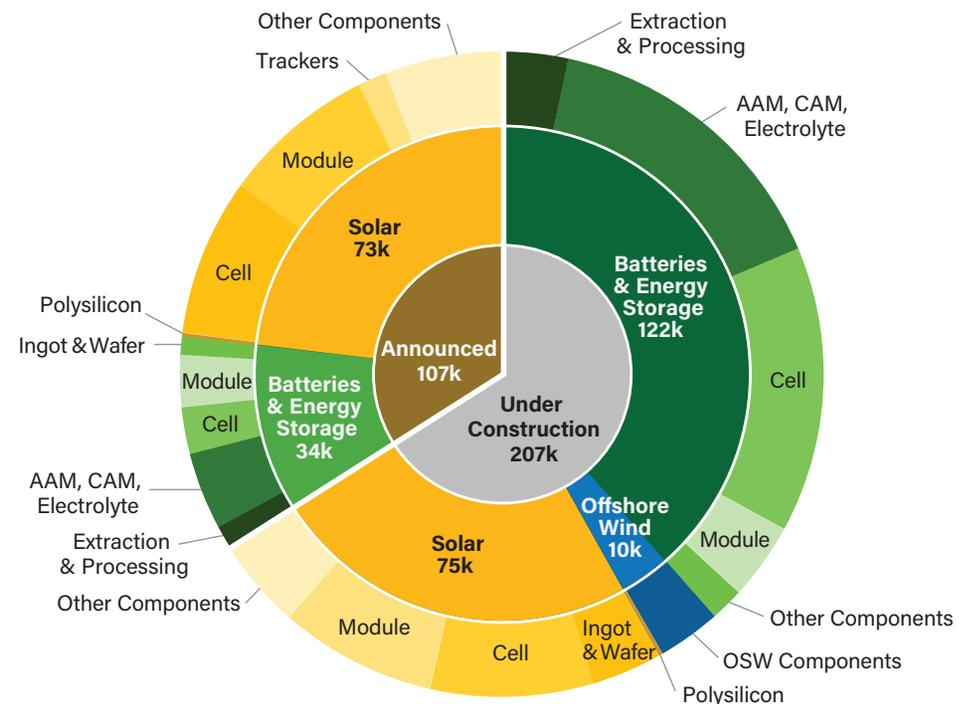 Other Components
Extraction
& Processing
Trackers
AAM, CAM,
Electrolyte
Module
Solar
73k
Batteries
& Energy
Storage
122k
Cell
Polysilicon
Ingot & Wafer
Announced
107k
Module
Batteries
& Energy
Storage
34k
Cell
Under
Construction
207k
Cell
AAM, CAM,
Electrolyte
Offshore
Wind
10k
Extraction
& Processing
Solar
75k
Module
Other Components
Module
Cell
Ingot
& Wafer
Other Components
OSW Components
Polysilicon